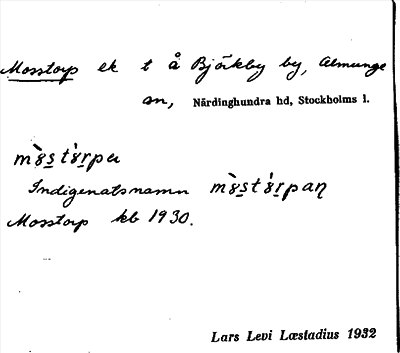 Mosstorp ek t å Björkby by, Almunge
sn, Närdinghundra hd, Stockholms l.
Indigenatsnamn
Mosstorp kb 1930.
Lars Levi Læstadius 1932